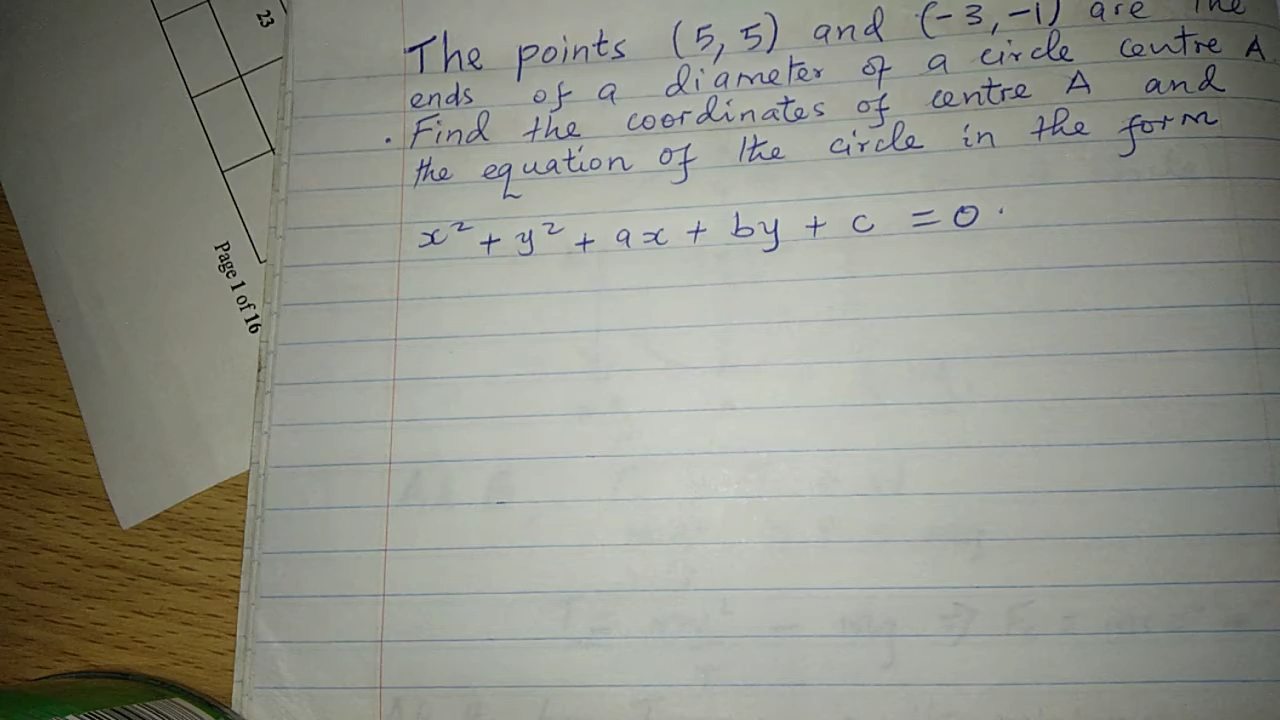 The points (5, 5) and (-3, -1) are the
ends of a diameter of a circle centre A
. Find the coordinates of centre A and
the equation of the circle in the form
x² + y² + ax + by + c = 0.
23
Page 1 of 16